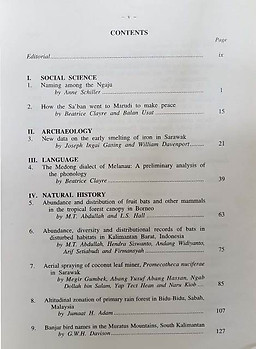 - v -
CONTENTS
Page
Editorial ix
I. SOCIAL SCIENCE
1. Naming among the Ngaju
by Anne Schiller 1
2. How the Sa'ban went to Marudi to make peace
by Beatrice Clayre and Balan Usat 15
II. ARCHAEOLOGY
3. New data on the early smelting of iron in Sarawak
by Joseph Ingai Gasing and William Davenport 21
III. LANGUAGE
4. The Medong dialect of Melanau: A preliminary analysis of
the phonology
by Beatrice Clayre 39
IV. NATURAL HISTORY
5. Abundance and distribution of fruit bats and other mammals
in the tropical forest canopy in Borneo
by M.T. Abdullah and L.S. Hall 63
6. Abundance, diversity and distributional records of bats in
disturbed habitats in Kalimantan Barat, Indonesia
by M.T. Abdullah, Hendra Siswanto, Andang Widiyany,
Arif Setiabudi and Firmansyah 75
7. Aerial spraying of coconut leaf miner, Promecotheca nuciferae
in Sarawak
by Megir Gumbek, Abang Yusuf Abang Hassan, Ngab
Dollah bin Salam, Yap Tect Hean and Naru Kiob 85
8. Altitudinal zonation of primary rain forest in Bidu-Bidu, Sabah,
Malaysia
by Jumaat H. Adam 107
9. Banjar bird names in the Muratus Mountains, South Kalimantan
by G.W.H. Davison 127